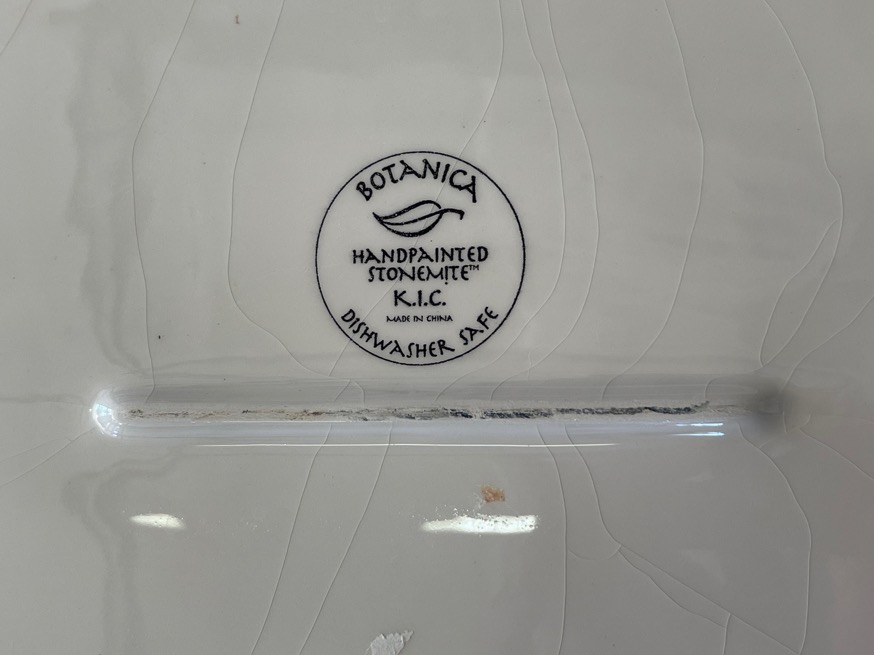 BOTANICA
HANDPAINTED
STONEMITE™
K.I.C.
MADE IN CHINA
DISHWASHER SAFE